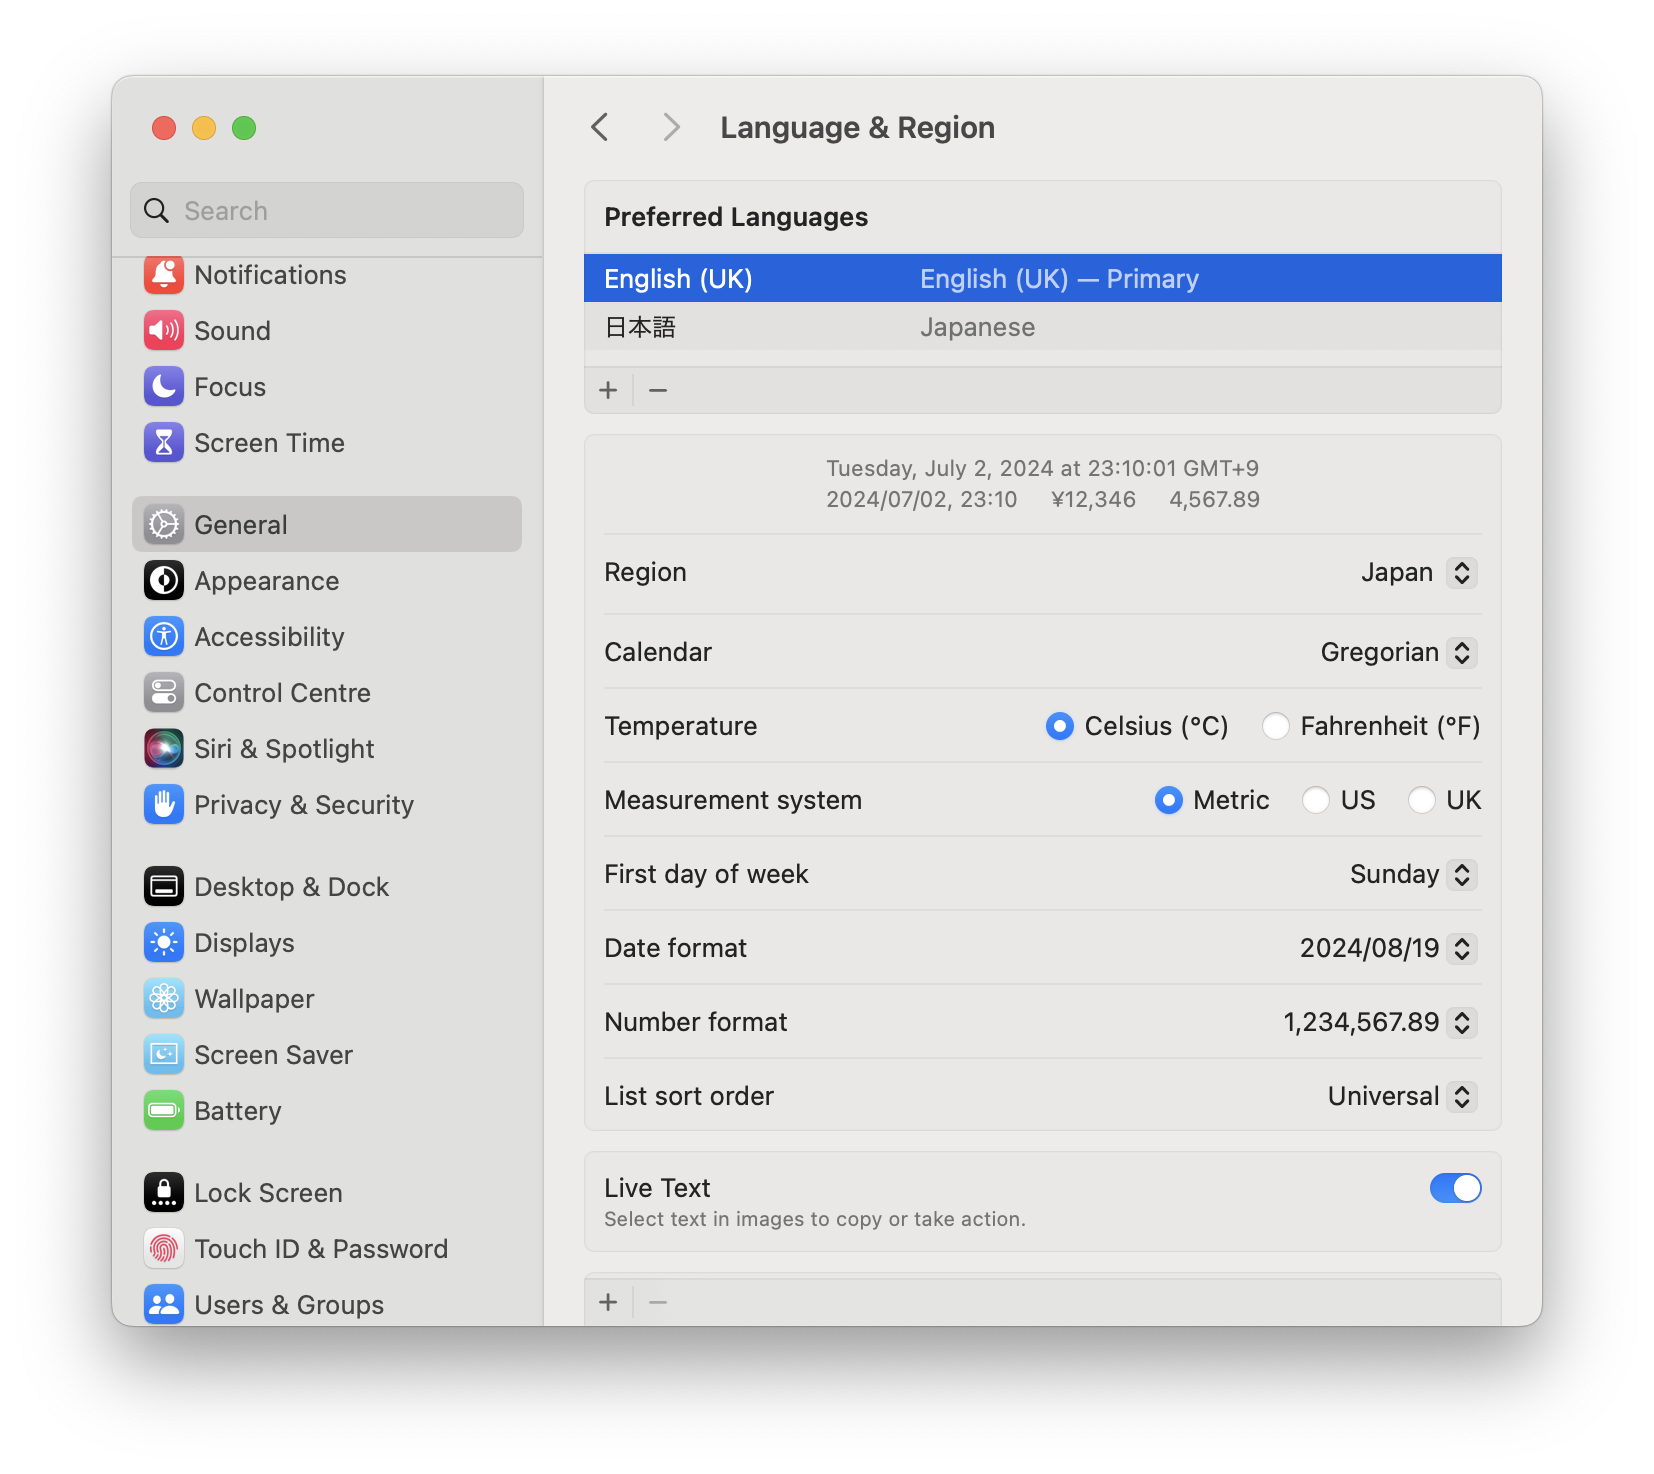 Search
Notifications
Sound
Focus
Screen Time
General
Appearance
Accessibility
Control Centre
Siri & Spotlight
Privacy & Security
Desktop & Dock
Displays
Wallpaper
Screen Saver
Battery
Lock Screen
Touch ID & Password
Users & Groups
Language & Region
Preferred Languages
English (UK) English (UK) — Primary
日本語 Japanese
Tuesday, July 2, 2024 at 23:10:01 GMT+9
2024/07/02, 23:10 ¥12,346 4,567.89
Region Japan
Calendar Gregorian
Temperature Celsius (°C) Fahrenheit (°F)
Measurement system Metric US UK
First day of week Sunday
Date format 2024/08/19
Number format 1,234,567.89
List sort order Universal
Live Text
Select text in images to copy or take action.